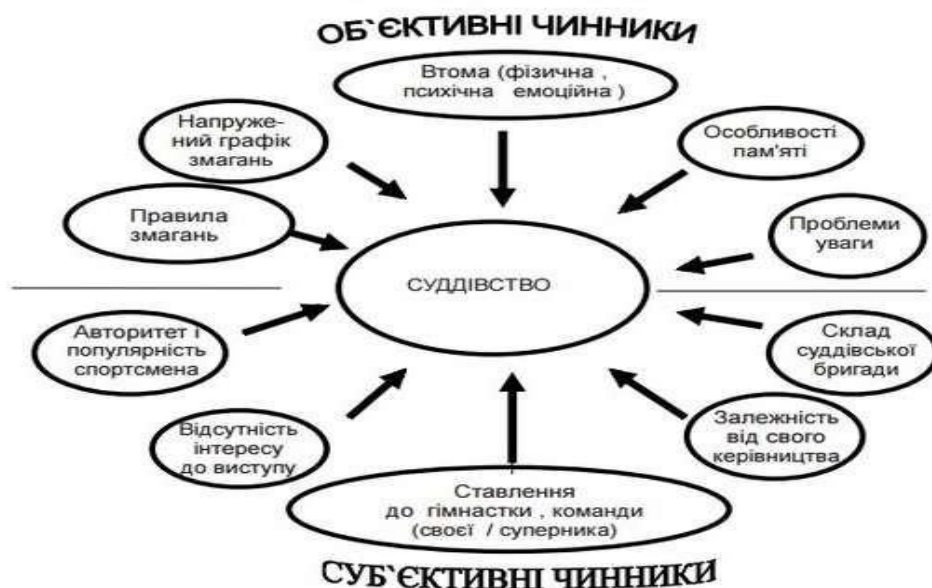 ОБ`ЄКТИВНІ ЧИННИКИ
Втома (фізична ,
психічна емоційна )
Напруже-
ний графік
змагань
Особливості
пам'яті
Правила
змагань
Проблеми
уваги
СУДДІВСТВО
Авторитет і
популярність
спортсмена
Склад
суддівської
бригади
Відсутність
інтересу
до виступу
Залежність
від свого
керівництва
Ставлення
до гімнастки , команди
(своєї / суперника)
СУБ`ЄКТИВНІ ЧИННИКИ